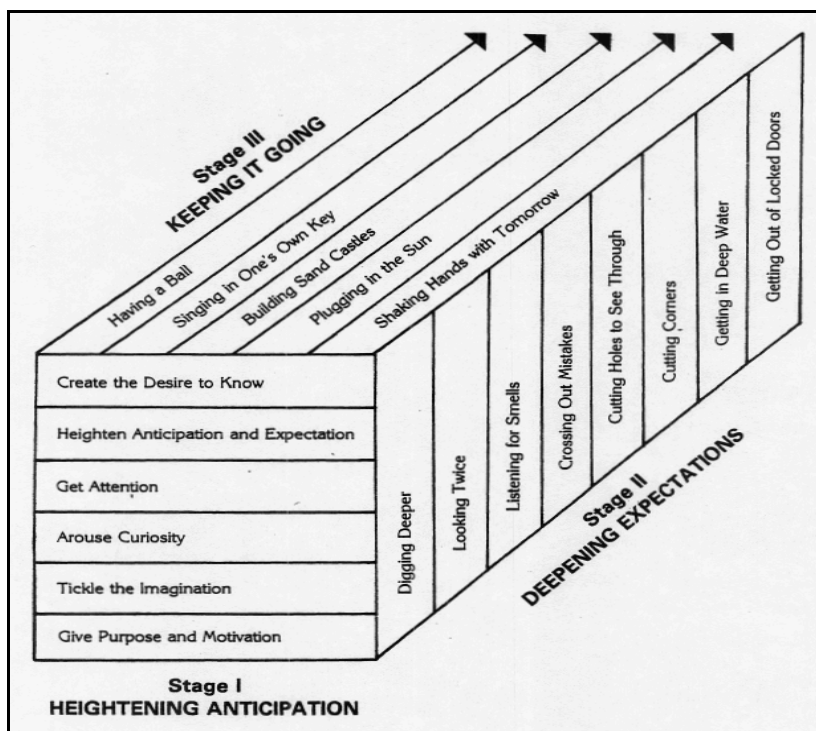 Stage III
KEEPING IT GOING
Having a Ball
Singing in One's Own Key
Building Sand Castles
Plugging in the Sun
Shaking Hands with Tomorrow
Create the Desire to Know
Heighten Anticipation and Expectation
Get Attention
Arouse Curiosity
Tickle the Imagination
Give Purpose and Motivation
Stage I
HEIGHTENING ANTICIPATION
Digging Deeper
Looking Twice
Listening for Smells
Crossing Out Mistakes
Cutting Holes to See Through
Cutting Corners
Getting in Deep Water
Getting Out of Locked Doors
Stage II
DEEPENING EXPECTATIONS